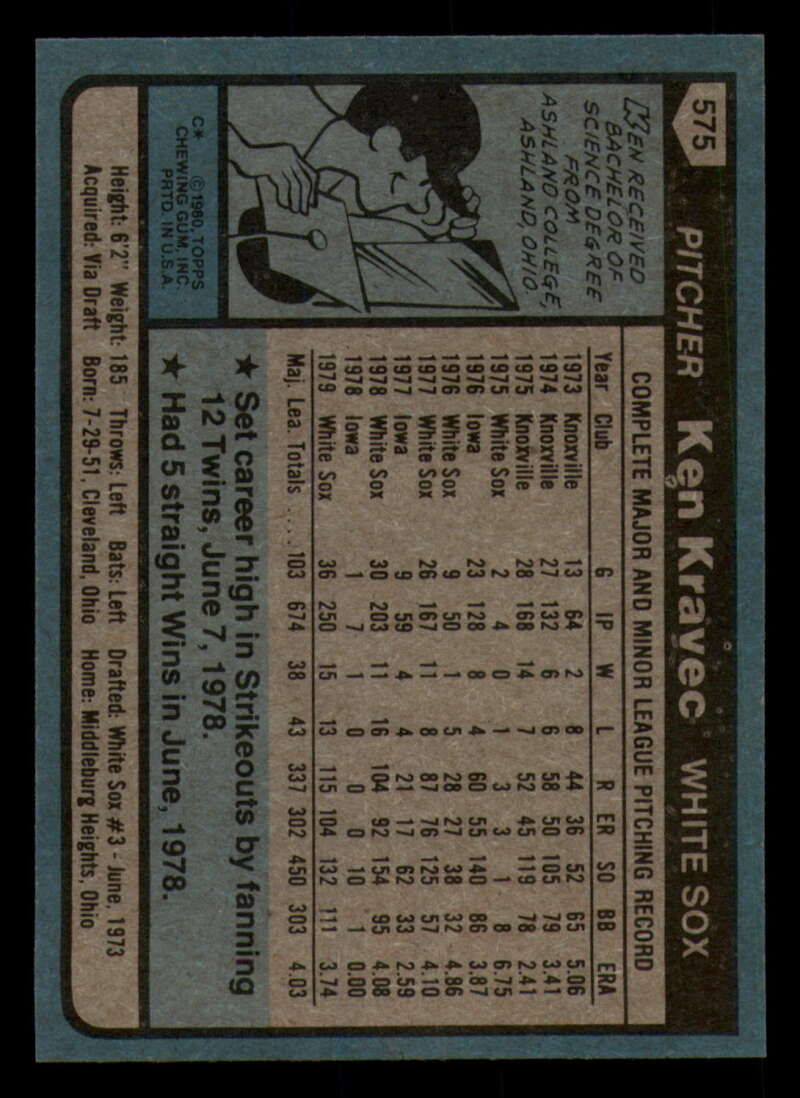 575 PITCHER Ken Kravec WHITE SOX
KEN RECEIVED
BACHELOR OF
SCIENCE DEGREE
FROM
ASHLAND COLLEGE,
ASHLAND, OHIO.
C* © 1980, TOPPS
CHEWING GUM, INC.
PRTD. IN U.S.A.
COMPLETE MAJOR AND MINOR LEAGUE PITCHING RECORD
Year Club G IP W L R ER SO BB ERA
1973 Knoxville 13 64 2 8 44 36 52 65 5.06
1974 Knoxville 27 132 6 6 58 50 105 79 3.41
1975 Knoxville 28 168 14 7 52 45 119 78 2.41
1975 White Sox 2 4 0 1 3 3 1 8 6.75
1976 Iowa 23 128 8 4 60 55 140 86 3.87
1976 White Sox 9 50 1 5 28 27 38 32 4.86
1977 White Sox 26 167 11 8 87 76 125 57 4.10
1977 Iowa 9 59 4 4 21 17 62 33 2.59
1978 White Sox 30 203 11 16 104 92 154 95 4.08
1978 Iowa 1 7 1 0 0 0 10 1 0.00
1979 White Sox 36 250 15 13 115 104 132 111 3.74
Maj. Lea. Totals .... 103 674 38 43 337 302 450 303 4.03
★ Set career high in Strikeouts by fanning
12 Twins, June 7, 1978.
★ Had 5 straight Wins in June, 1978.
Height: 6'2" Weight: 185 Throws: Left Bats: Left Drafted: White Sox #3 - June, 1973
Acquired: Via Draft Born: 7-29-51, Cleveland, Ohio Home: Middleburg Heights, Ohio